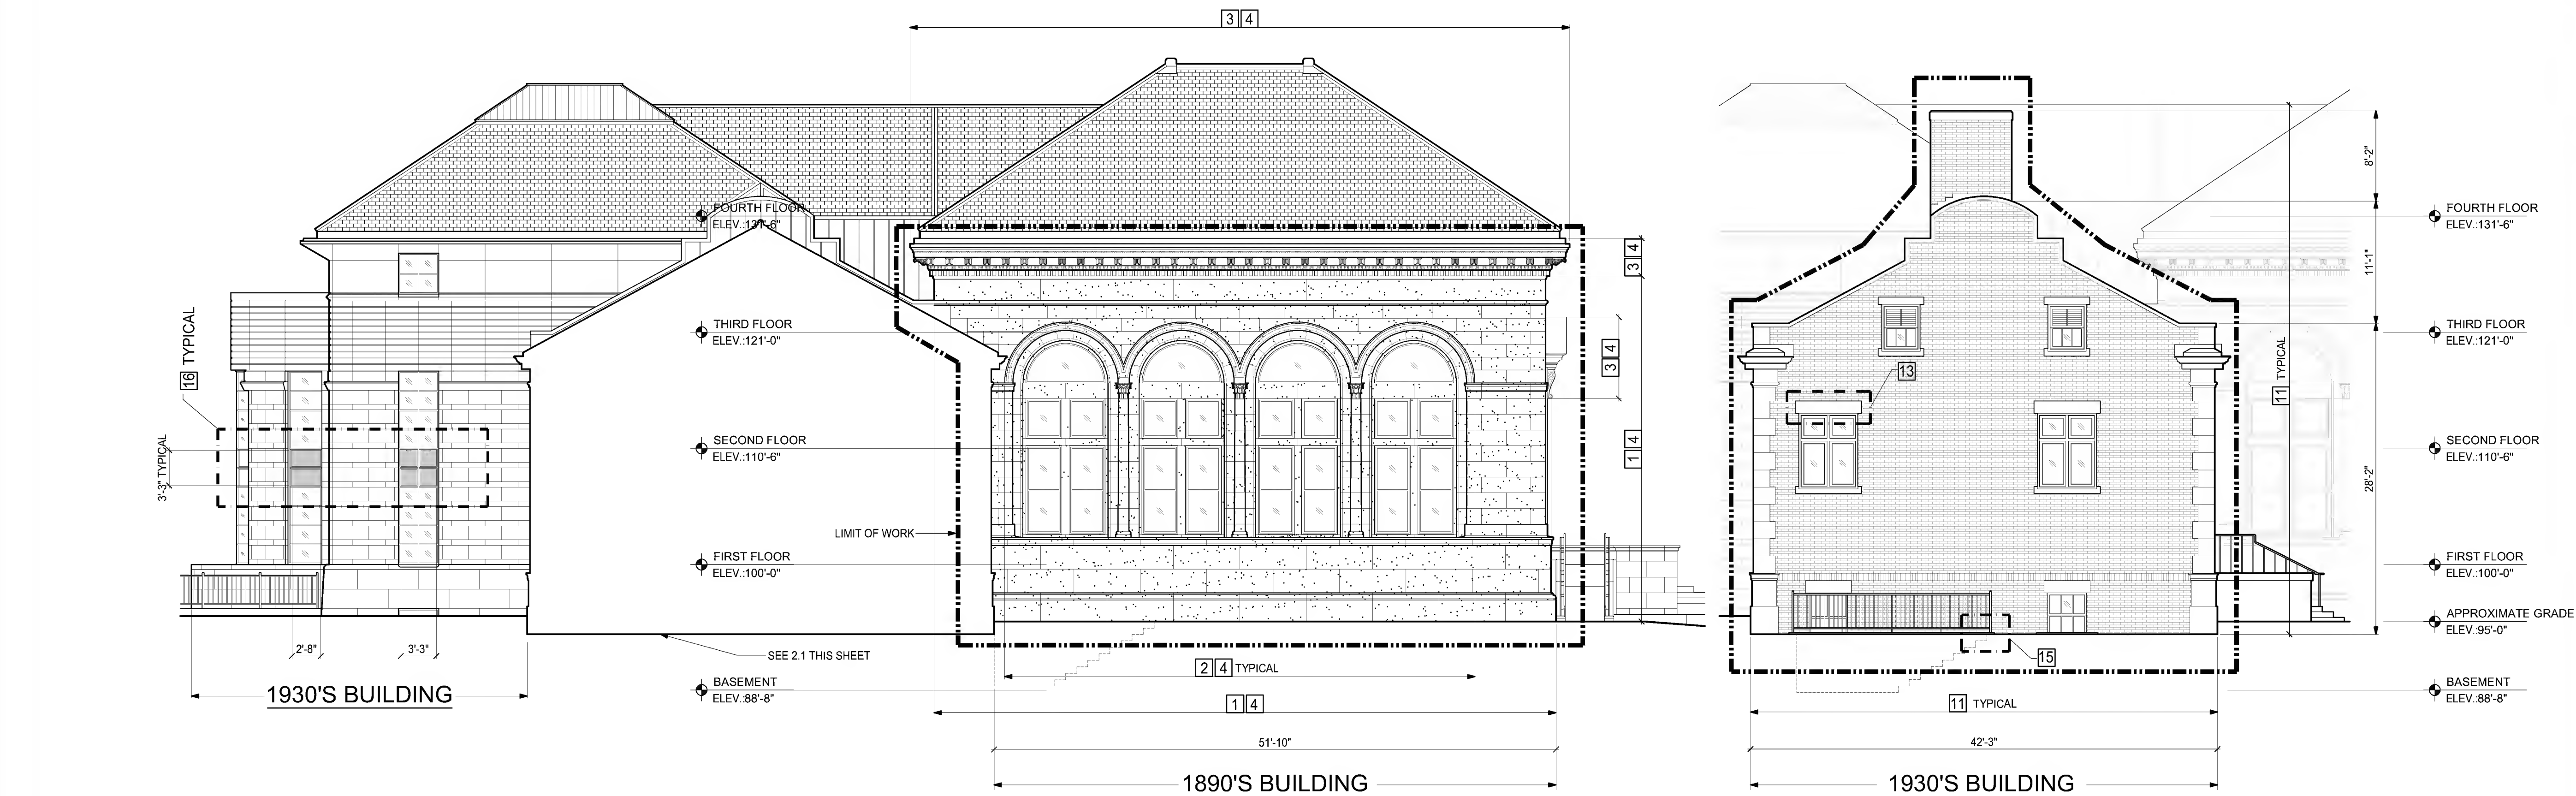 3 4
FOURTH FLOOR
ELEV.:131'-6"
THIRD FLOOR
ELEV.:121'-0"
SECOND FLOOR
ELEV.:110'-6"
LIMIT OF WORK
FIRST FLOOR
ELEV.:100'-0"
SEE 2.1 THIS SHEET
BASEMENT
ELEV.:88'-8"
16 TYPICAL
3'-3" TYPICAL
2'-8"
3'-3"
1930'S BUILDING
3 4
3 4
1 4
2 4 TYPICAL
1 4
51'-10"
1890'S BUILDING
13
15
11 TYPICAL
11 TYPICAL
42'-3"
1930'S BUILDING
8'-2"
11'-1"
28'-2"
FOURTH FLOOR
ELEV.:131'-6"
THIRD FLOOR
ELEV.:121'-0"
SECOND FLOOR
ELEV.:110'-6"
FIRST FLOOR
ELEV.:100'-0"
APPROXIMATE GRADE
ELEV.:95'-0"
BASEMENT
ELEV.:88'-8"